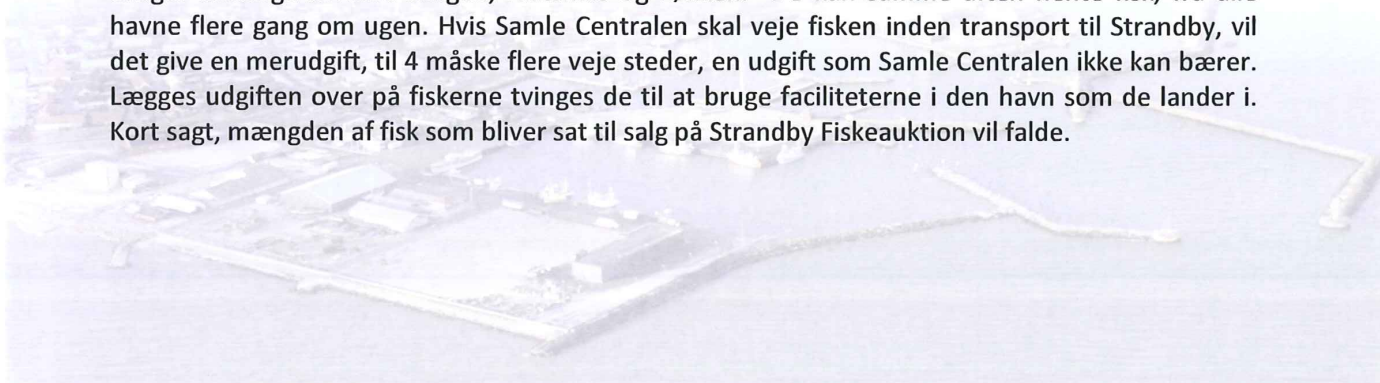 havne flere gang om ugen. Hvis Samle Centralen skal veje fisken inden transport til Strandby, vil
det give en merudgift, til 4 måske flere veje steder, en udgift som Samle Centralen ikke kan bærer.
Lægges udgiften over på fiskerne tvinges de til at bruge faciliteterne i den havn som de lander i.
Kort sagt, mængden af fisk som bliver sat til salg på Strandby Fiskeauktion vil falde.